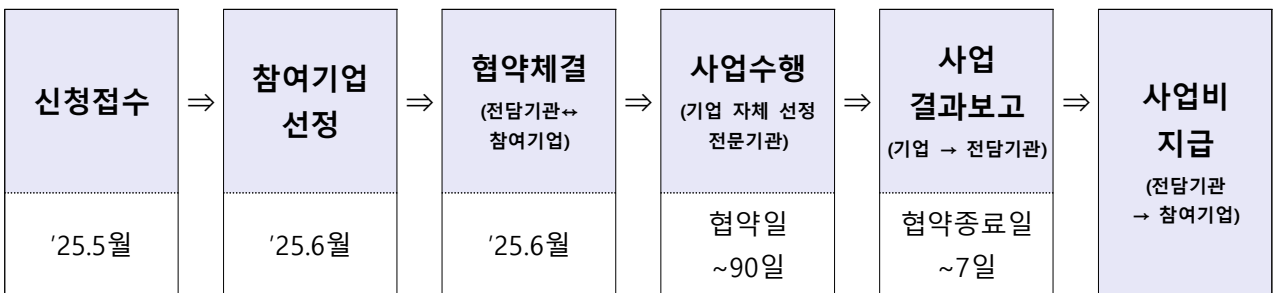 신청접수
'25.5월
⇒
참여기업
선정
'25.6월
⇒
협약체결
(전담기관↔
참여기업)
'25.6월
⇒
사업수행
(기업 자체 선정
전문기관)
협약일
~90일
⇒
사업
결과보고
(기업 → 전담기관)
협약종료일
~7일
⇒
사업비
지급
(전담기관
→ 참여기업)